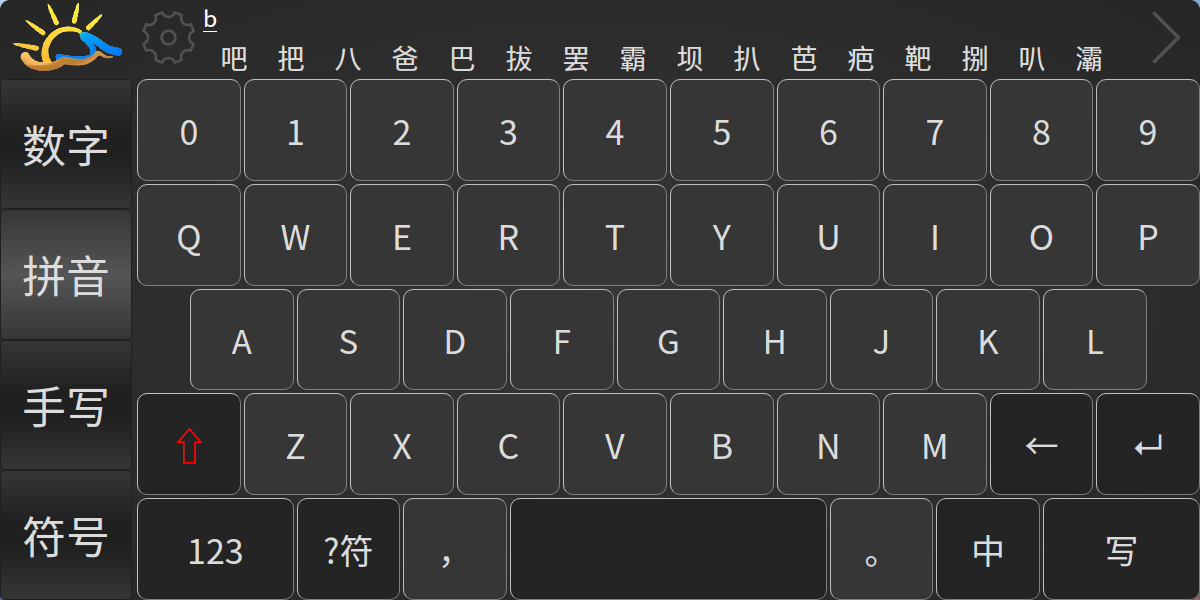 b
吧 把 八 爸 巴 拔 罢 霸 坝 扒 芭 疤 靶 捌 叭 灞
数字
拼音
手写
符号
0 1 2 3 4 5 6 7 8 9
Q W E R T Y U I O P
A S D F G H J K L
Z X C V B N M ← ↵
123 ?符 ， 。 中 写